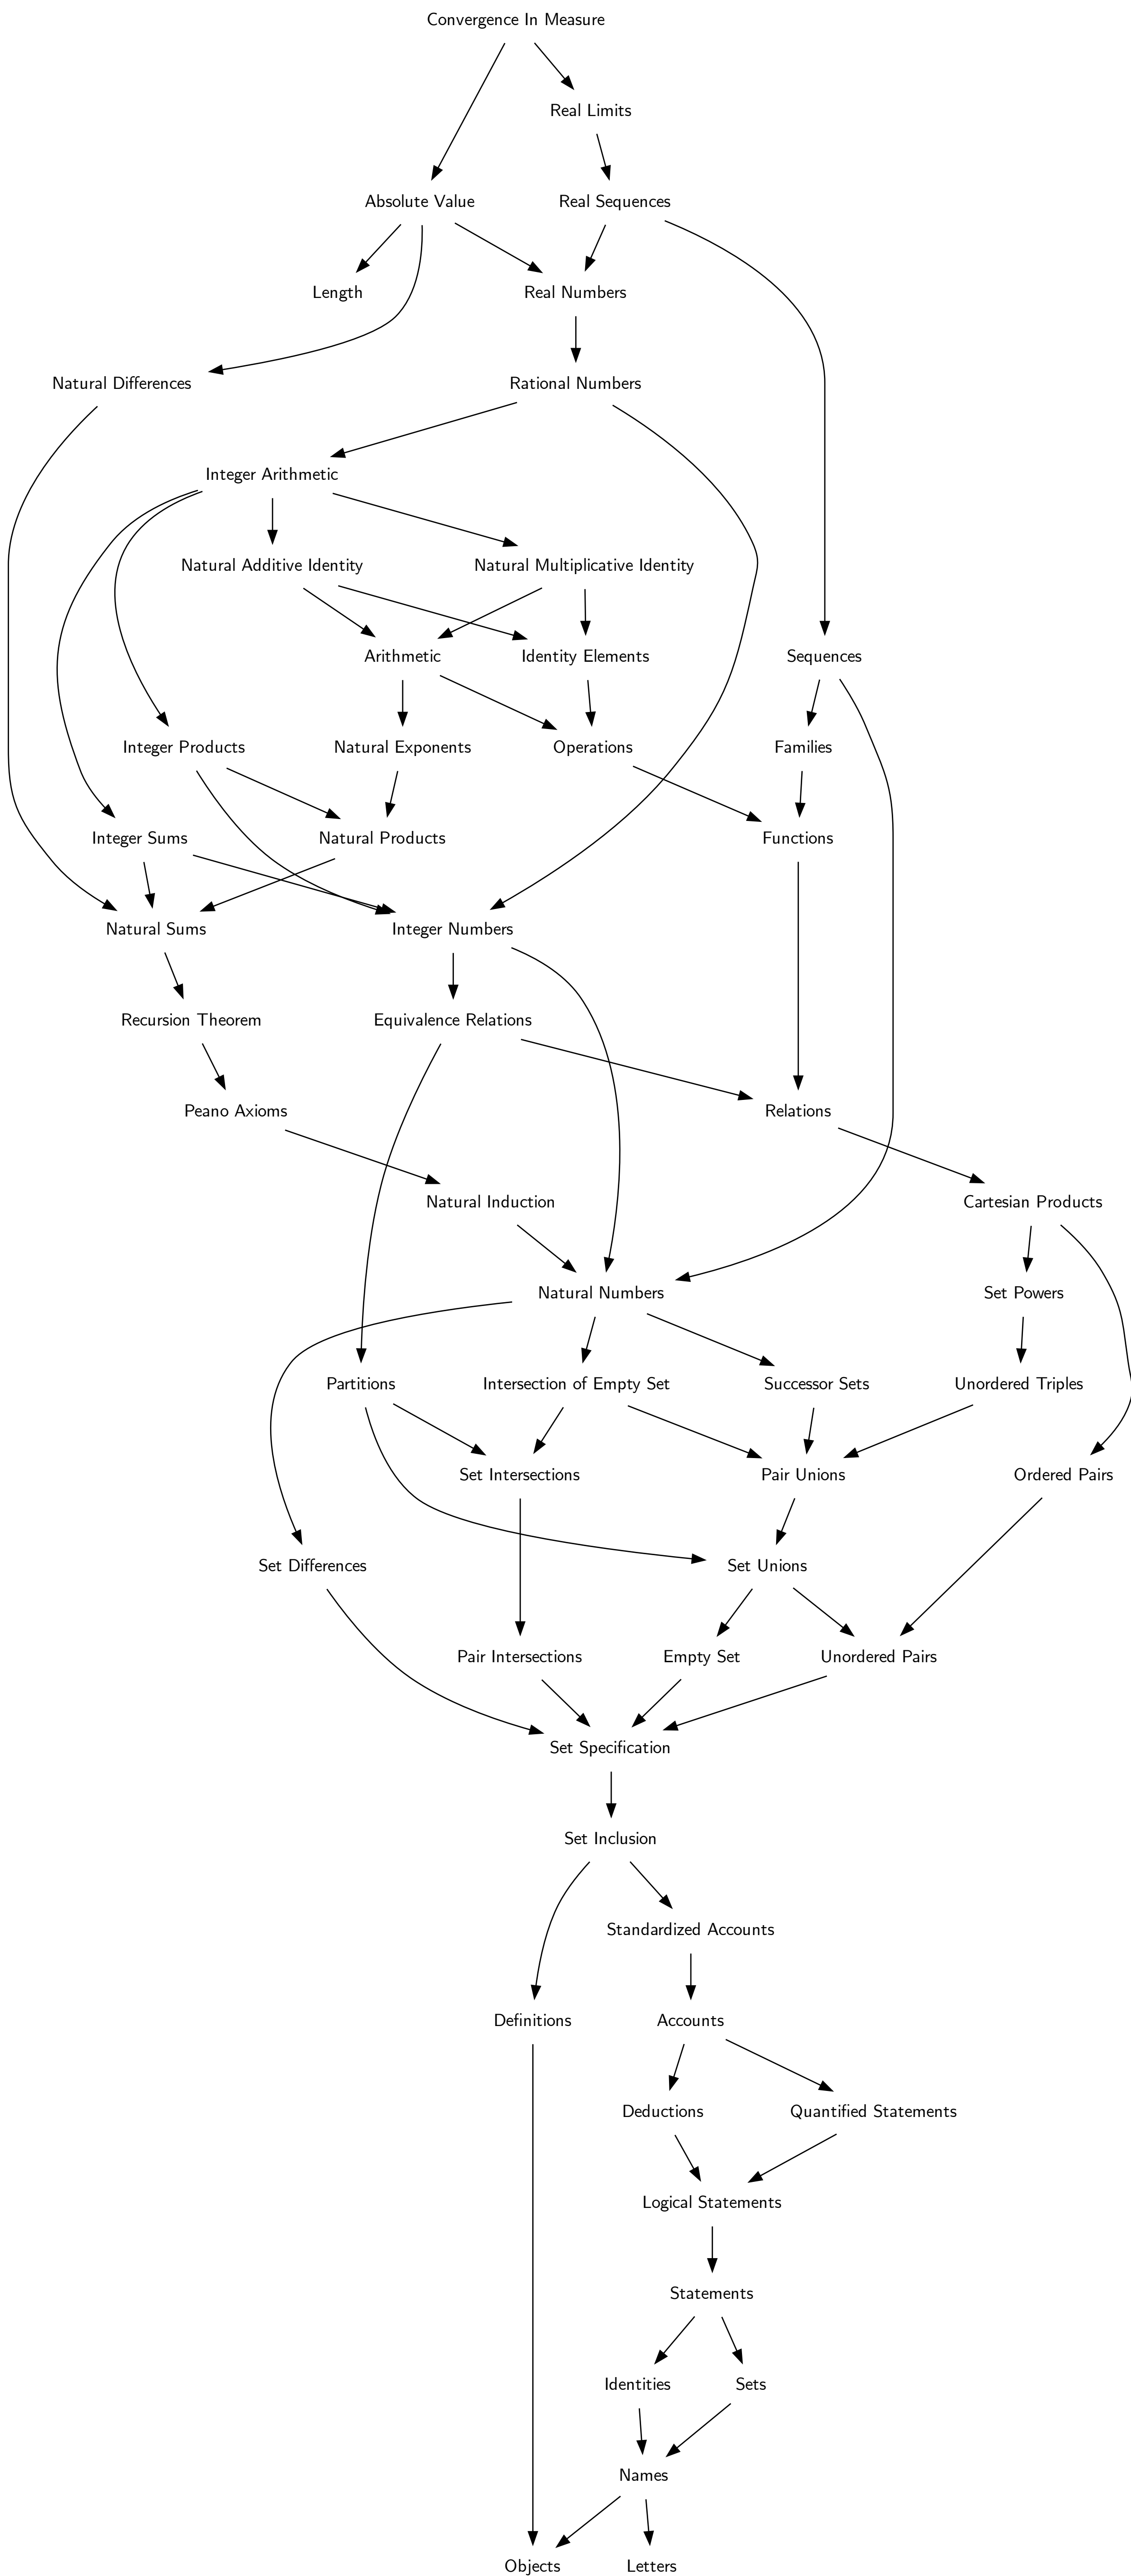 Convergence In Measure
Real Limits
Absolute Value
Real Sequences
Length
Real Numbers
Natural Differences
Rational Numbers
Integer Arithmetic
Natural Additive Identity
Natural Multiplicative Identity
Arithmetic
Identity Elements
Sequences
Integer Products
Natural Exponents
Operations
Families
Integer Sums
Natural Products
Functions
Natural Sums
Integer Numbers
Recursion Theorem
Equivalence Relations
Peano Axioms
Relations
Natural Induction
Cartesian Products
Natural Numbers
Set Powers
Partitions
Intersection of Empty Set
Successor Sets
Unordered Triples
Set Intersections
Pair Unions
Ordered Pairs
Set Differences
Set Unions
Pair Intersections
Empty Set
Unordered Pairs
Set Specification
Set Inclusion
Standardized Accounts
Definitions
Accounts
Deductions
Quantified Statements
Logical Statements
Statements
Identities
Sets
Names
Objects
Letters